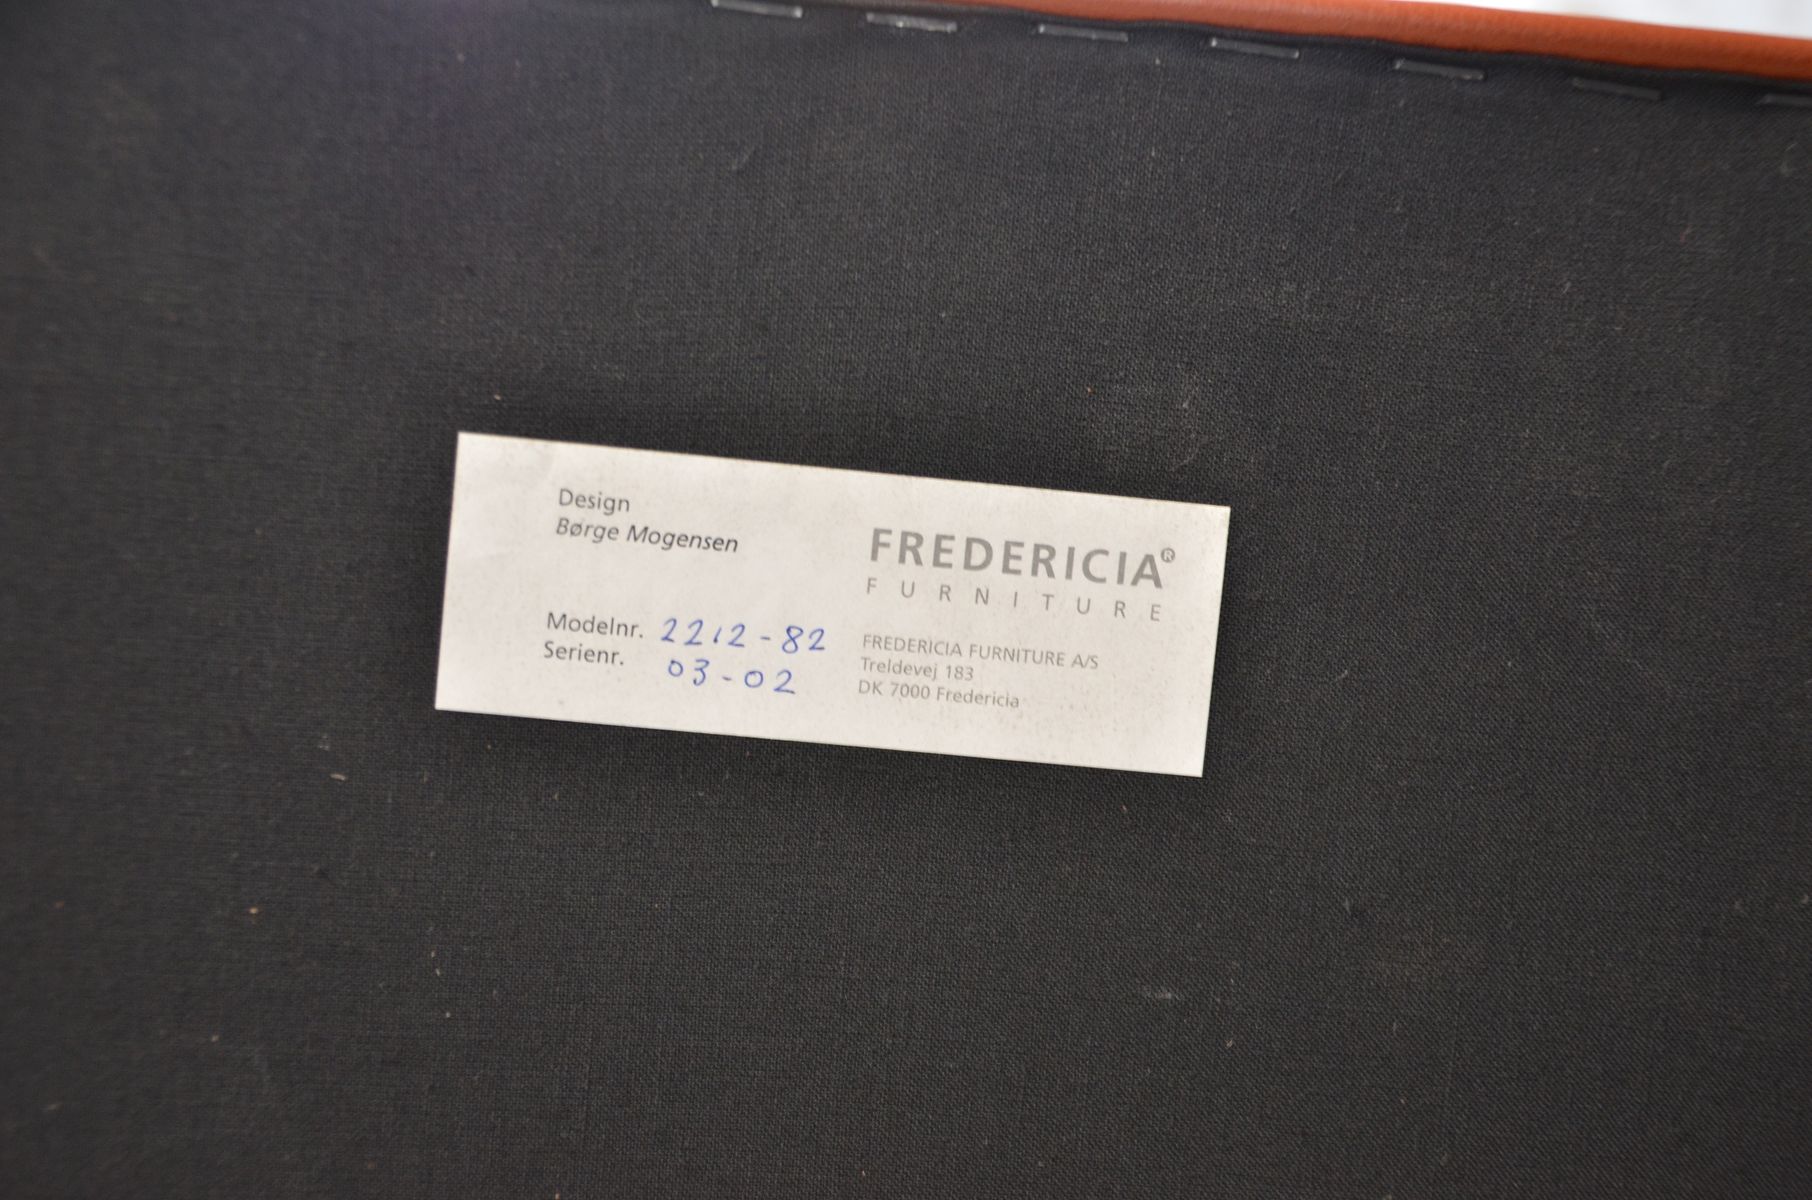 Design
Børge Mogensen
Modelnr. 2212-82
Serienr. 03-02
FREDERICIA®
FURNITURE
FREDERICIA FURNITURE A/S
Treldevej 183
DK 7000 Fredericia